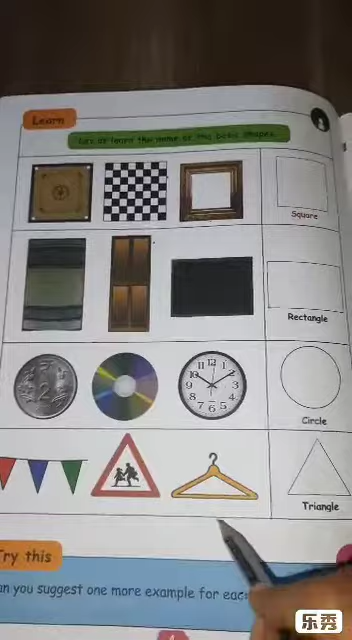 Learn
Let us learn the name of the basic shapes.
Square
Rectangle
2
11 12 1
10 2
9 3
8 4
7 6 5
Circle
Triangle
Try this
an you suggest one more example for eac
4
乐秀